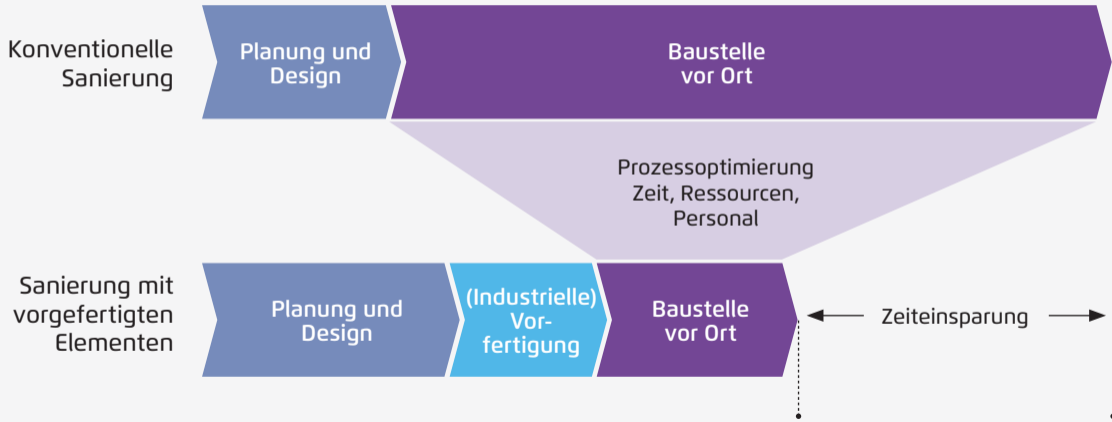 Konventionelle
Sanierung
Planung und
Design
Baustelle
vor Ort
Prozessoptimierung
Zeit, Ressourcen,
Personal
Sanierung mit
vorgefertigten
Elementen
Planung und
Design
(Industrielle)
Vor-
fertigung
Baustelle
vor Ort
Zeiteinsparung